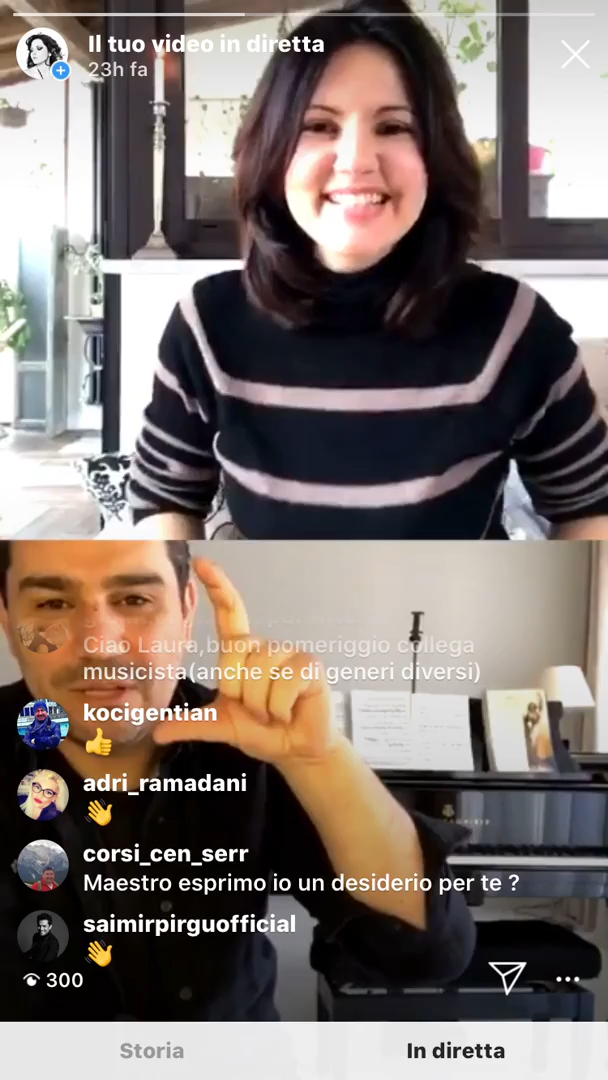 Il tuo video in diretta
23h fa
Ciao Laura,buon pomeriggio collega
musicista(anche se di generi diversi)
kocigentian
👍
adri_ramadani
👋
corsi_cen_serr
Maestro esprimo io un desiderio per te ?
saimirpirguofficial
👋
300
Storia
In diretta